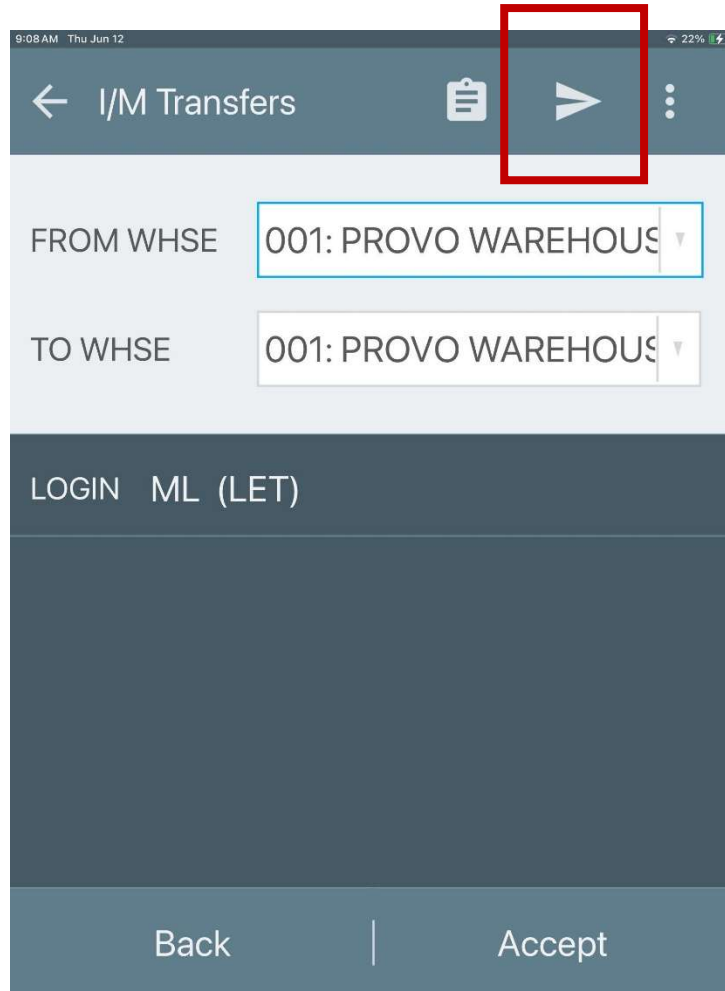 9:08 AM Thu Jun 12 22%
I/M Transfers
FROM WHSE 001: PROVO WAREHOUS
TO WHSE 001: PROVO WAREHOUS
LOGIN ML (LET)
Back Accept